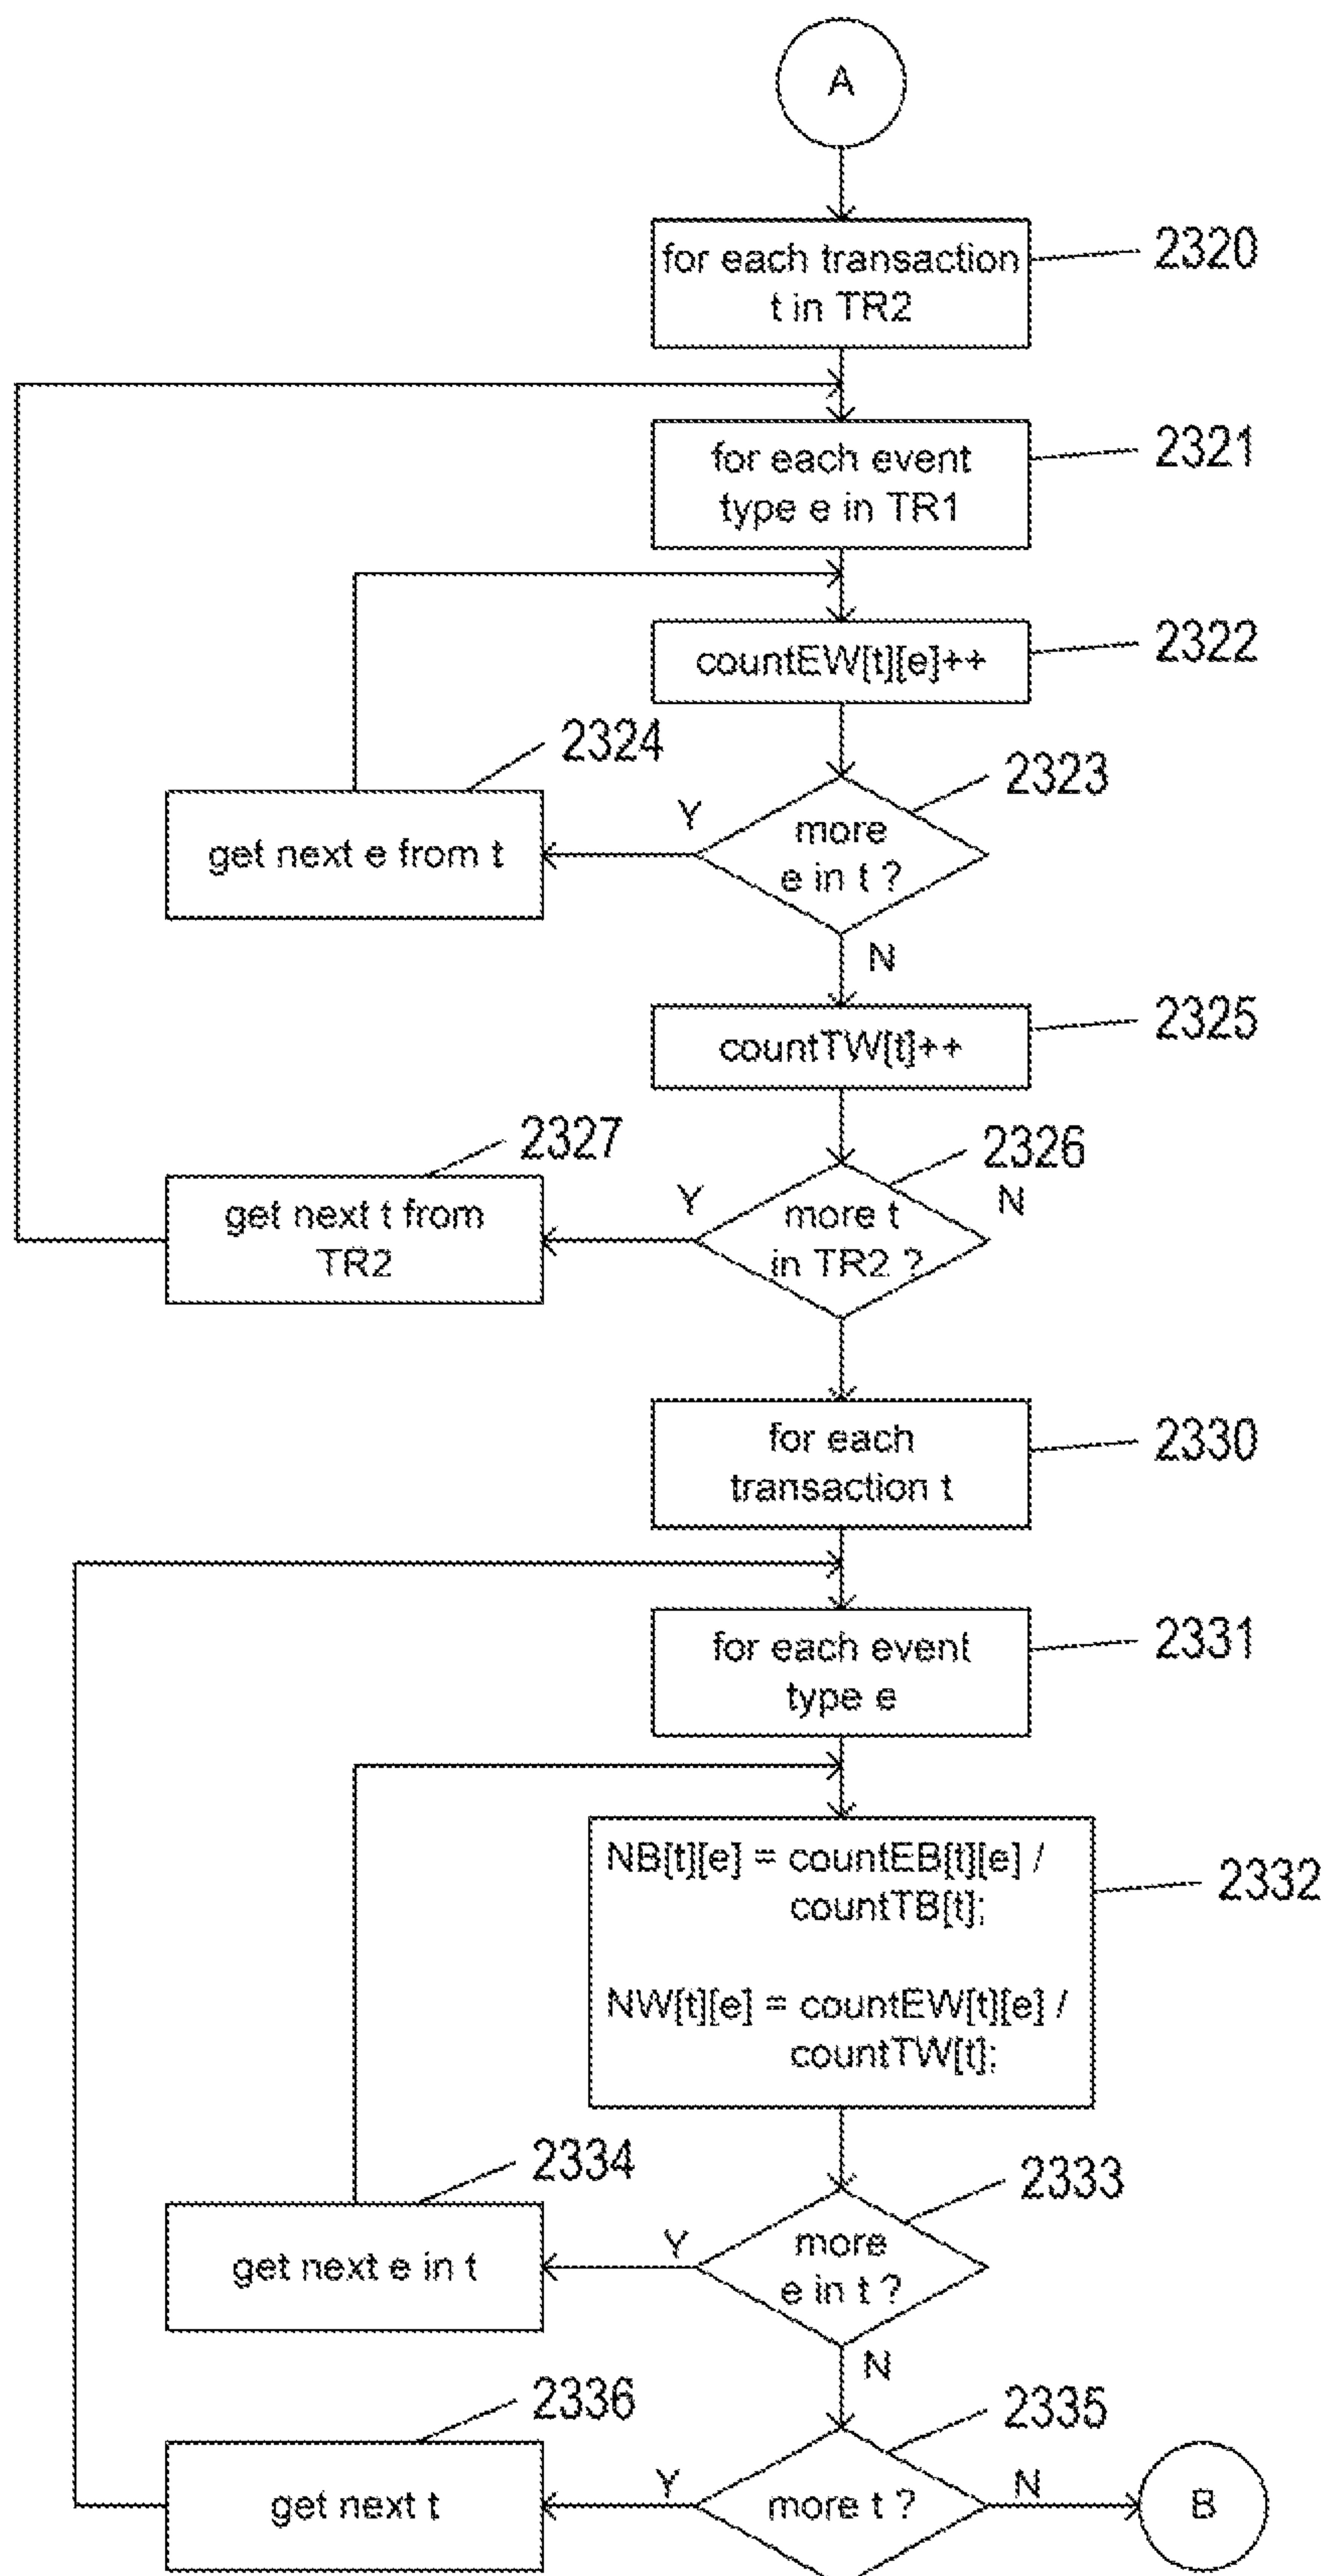 A
for each transaction
t in TR2
2320
for each event
type e in TR1
2321
countEW[t][e]++
2322
2324
get next e from t
Y
more
e in t ?
2323
N
countTW[t]++
2325
2327
get next t from
TR2
Y
more t
in TR2 ?
2326
N
for each
transaction t
2330
for each event
type e
2331
NB[t][e] = countEB[t][e] /
countTB[t];
NW[t][e] = countEW[t][e] /
countTW[t];
2332
2334
get next e in t
Y
more
e in t ?
2333
N
2336
get next t
Y
more t ?
2335
N
B